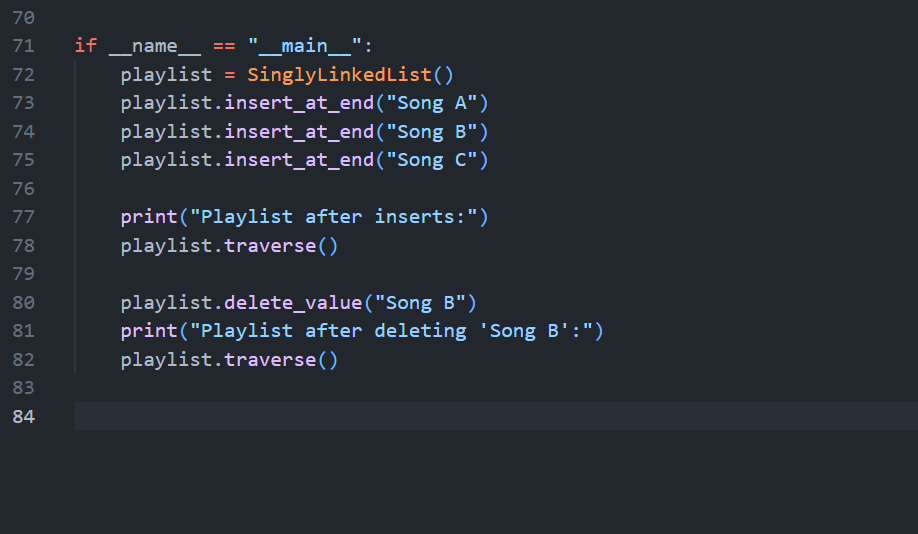 70
71 if __name__ == "__main__":
72     playlist = SinglyLinkedList()
73     playlist.insert_at_end("Song A")
74     playlist.insert_at_end("Song B")
75     playlist.insert_at_end("Song C")
76
77     print("Playlist after inserts:")
78     playlist.traverse()
79
80     playlist.delete_value("Song B")
81     print("Playlist after deleting 'Song B':")
82     playlist.traverse()
83
84